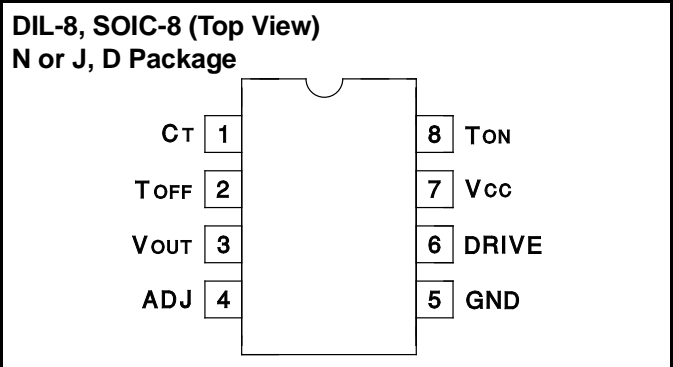 DIL-8, SOIC-8 (Top View)
N or J, D Package
CT 1 8 TON
TOFF 2 7 VCC
VOUT 3 6 DRIVE
ADJ 4 5 GND